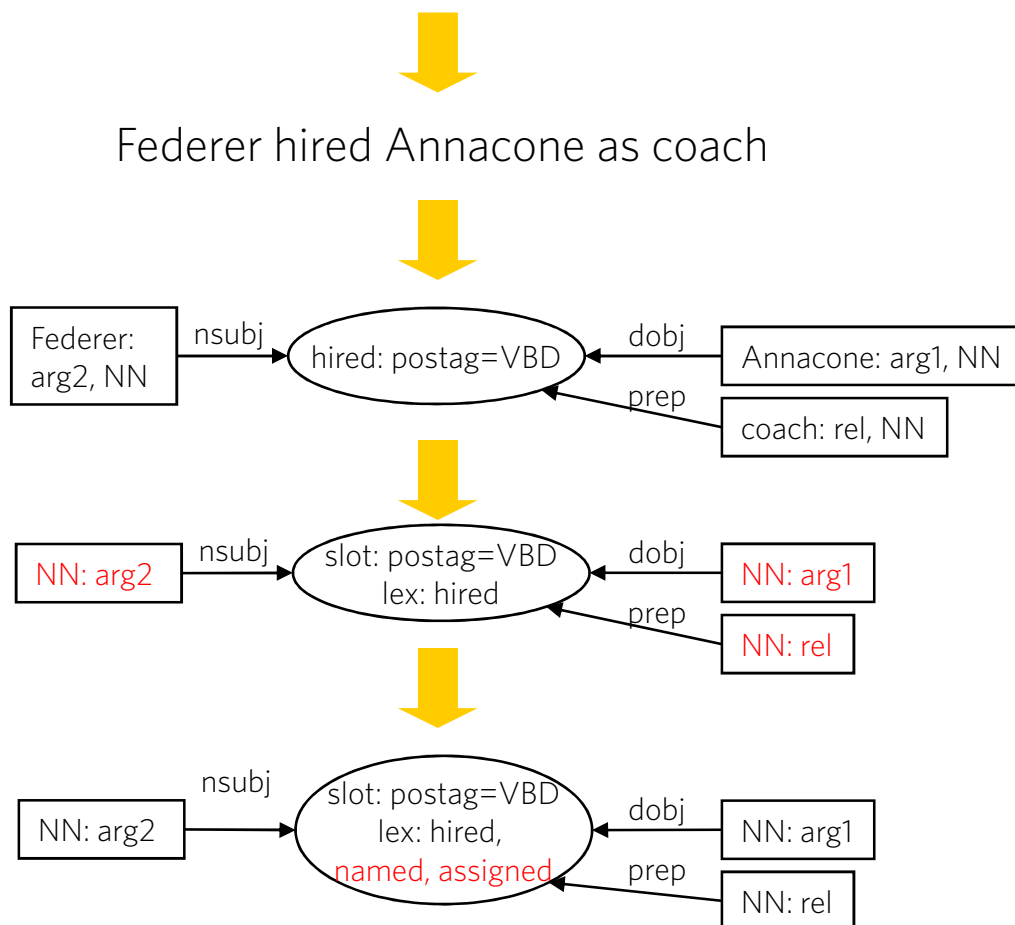 Federer hired Annacone as coach
Federer:
arg2, NN
nsubj
hired: postag=VBD
dobj
Annacone: arg1, NN
prep
coach: rel, NN
NN: arg2
nsubj
slot: postag=VBD
lex: hired
dobj
NN: arg1
prep
NN: rel
NN: arg2
nsubj
slot: postag=VBD
lex: hired,
named, assigned
dobj
NN: arg1
prep
NN: rel